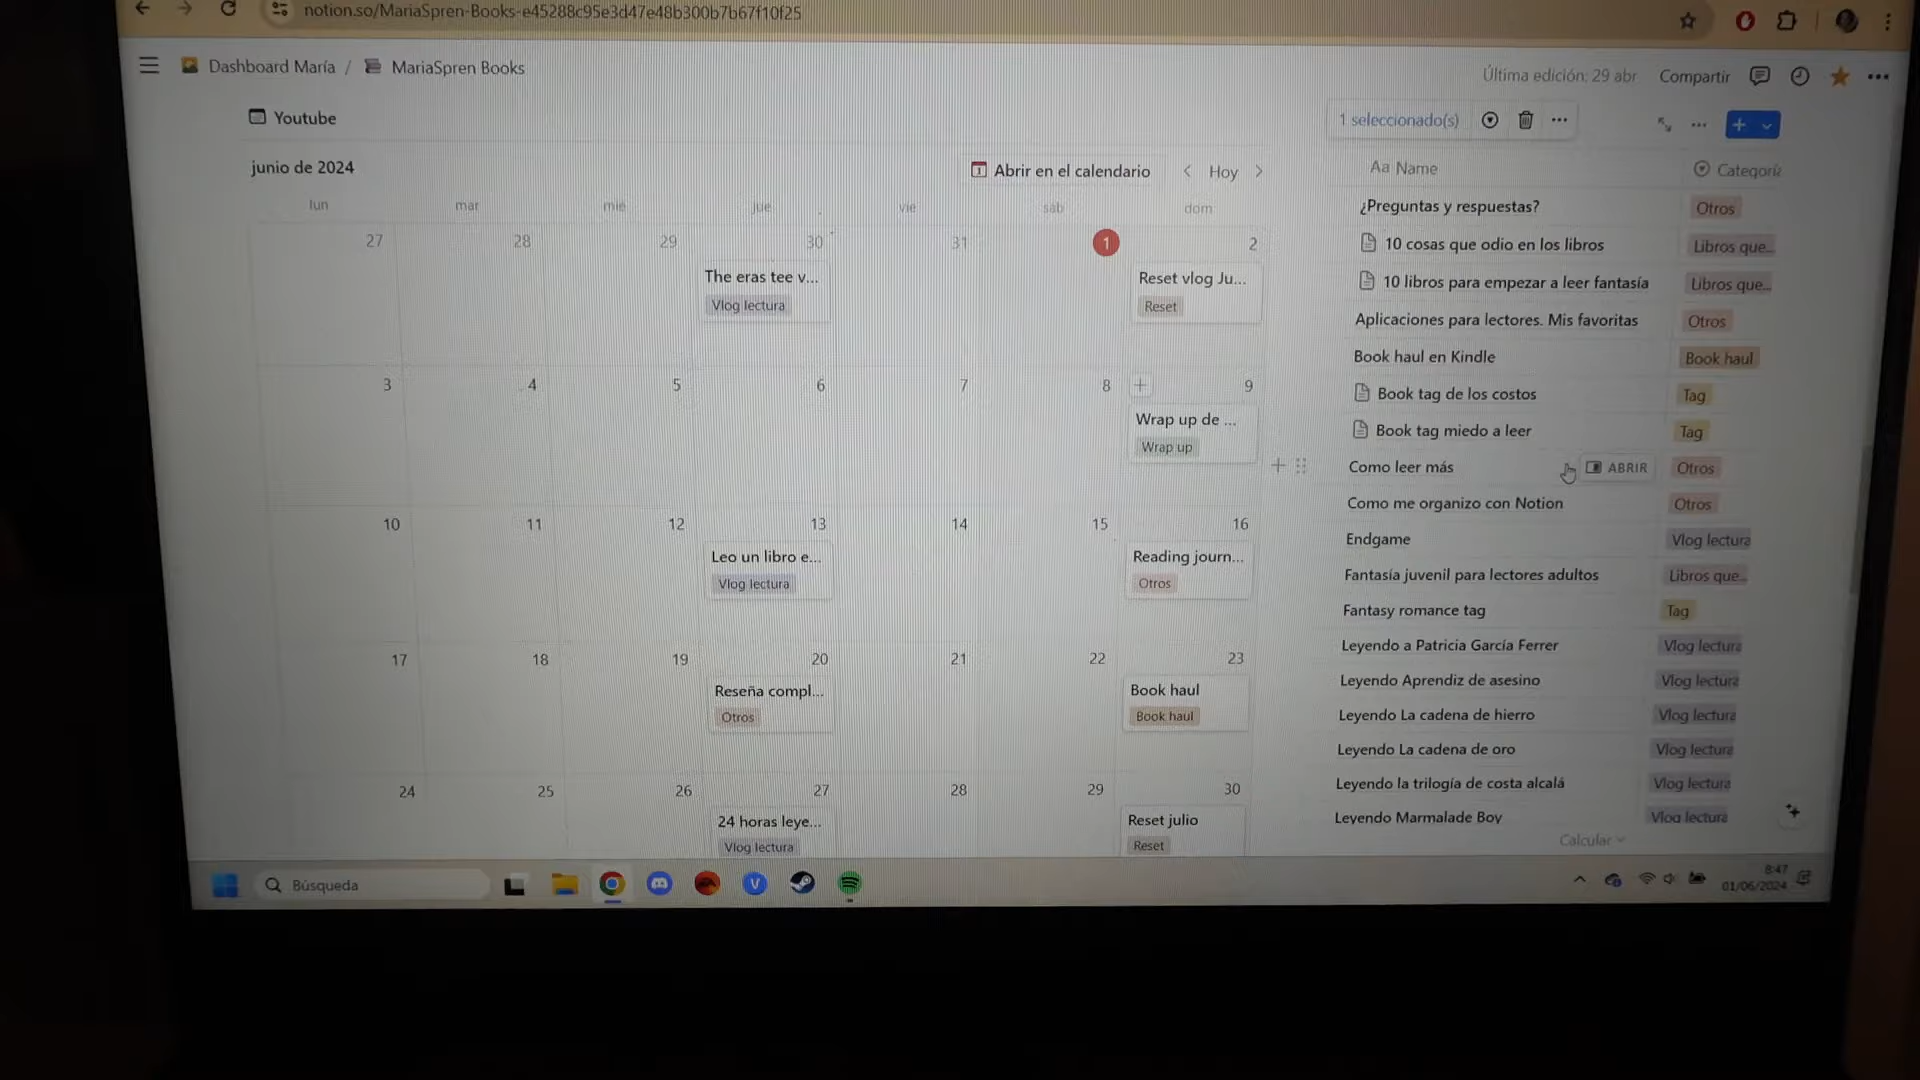 notion.so/MariaSpren-Books-e45288c95e3d47e48b300b7b67f10f25
Dashboard María / MariaSpren Books
Última edición: 29 abr Compartir
Youtube
junio de 2024
Abrir en el calendario < Hoy >
lun mar mié jue vie sáb dom
27 28 29 30 31 1 2
The eras tee v...
Vlog lectura
Reset vlog Ju...
Reset
3 4 5 6 7 8 + 9
Wrap up de ...
Wrap up
10 11 12 13 14 15 16
Leo un libro e...
Vlog lectura
Reading journ...
Otros
17 18 19 20 21 22 23
Reseña compl...
Otros
Book haul
Book haul
24 25 26 27 28 29 30
24 horas leye...
Vlog lectura
Reset julio
Reset
1 seleccionado(s)
Aa Name Categoría
¿Preguntas y respuestas? Otros
10 cosas que odio en los libros Libros que...
10 libros para empezar a leer fantasía Libros que...
Aplicaciones para lectores. Mis favoritas Otros
Book haul en Kindle Book haul
Book tag de los costos Tag
Book tag miedo a leer Tag
Como leer más ABRIR Otros
Como me organizo con Notion Otros
Endgame Vlog lectura
Fantasía juvenil para lectores adultos Libros que...
Fantasy romance tag Tag
Leyendo a Patricia García Ferrer Vlog lectura
Leyendo Aprendiz de asesino Vlog lectura
Leyendo La cadena de hierro Vlog lectura
Leyendo La cadena de oro Vlog lectura
Leyendo la trilogía de costa alcalá Vlog lectura
Leyendo Marmalade Boy Vlog lectura
Calcular
Búsqueda
8:47
01/06/2024